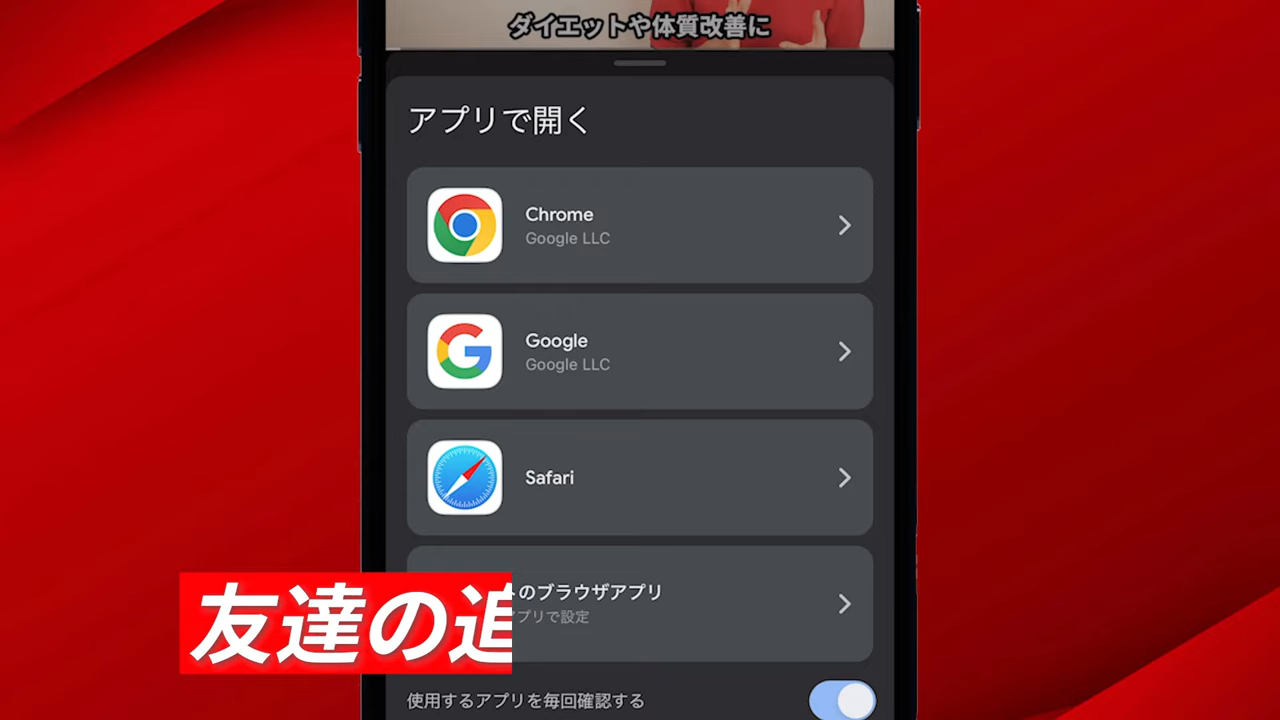 ダイエットや体質改善に
アプリで開く
Chrome
Google LLC
Google
Google LLC
Safari
のブラウザアプリ
プリで設定
友達の追
使用するアプリを毎回確認する